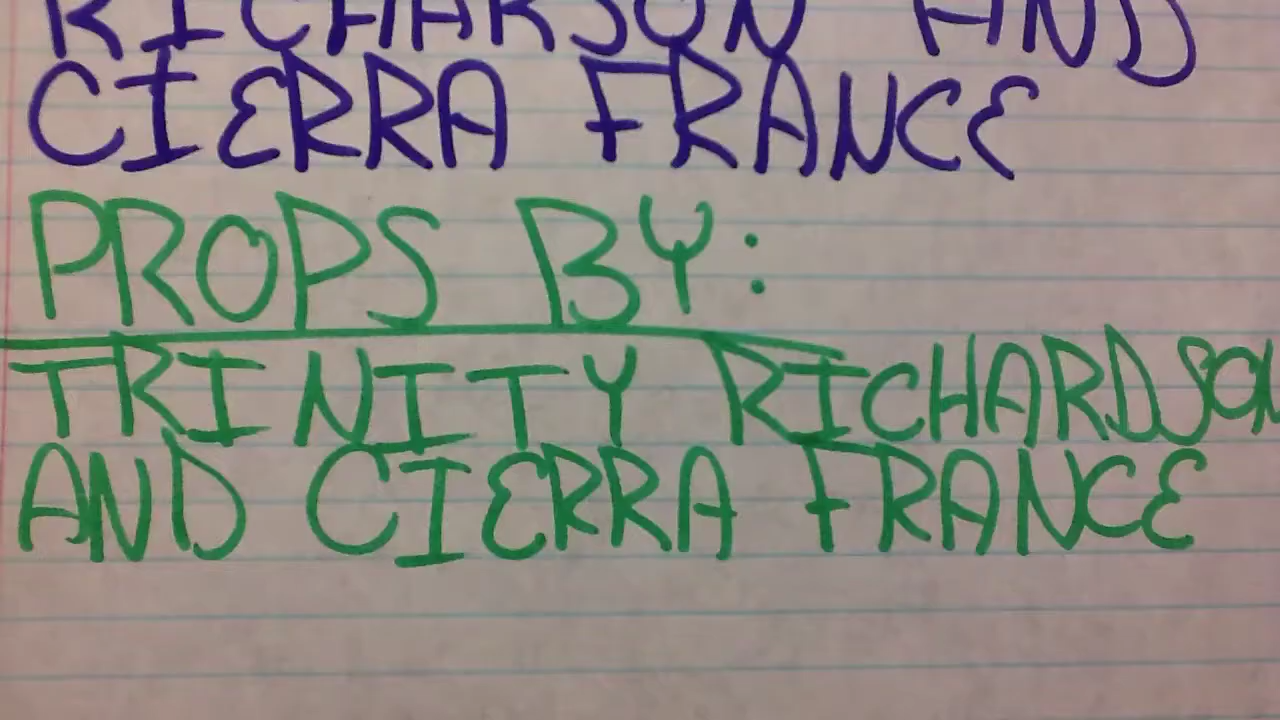 RICHARSON AND
CIERRA FRANCE
PROPS BY:
TRINITY RICHARDSON
AND CIERRA FRANCE